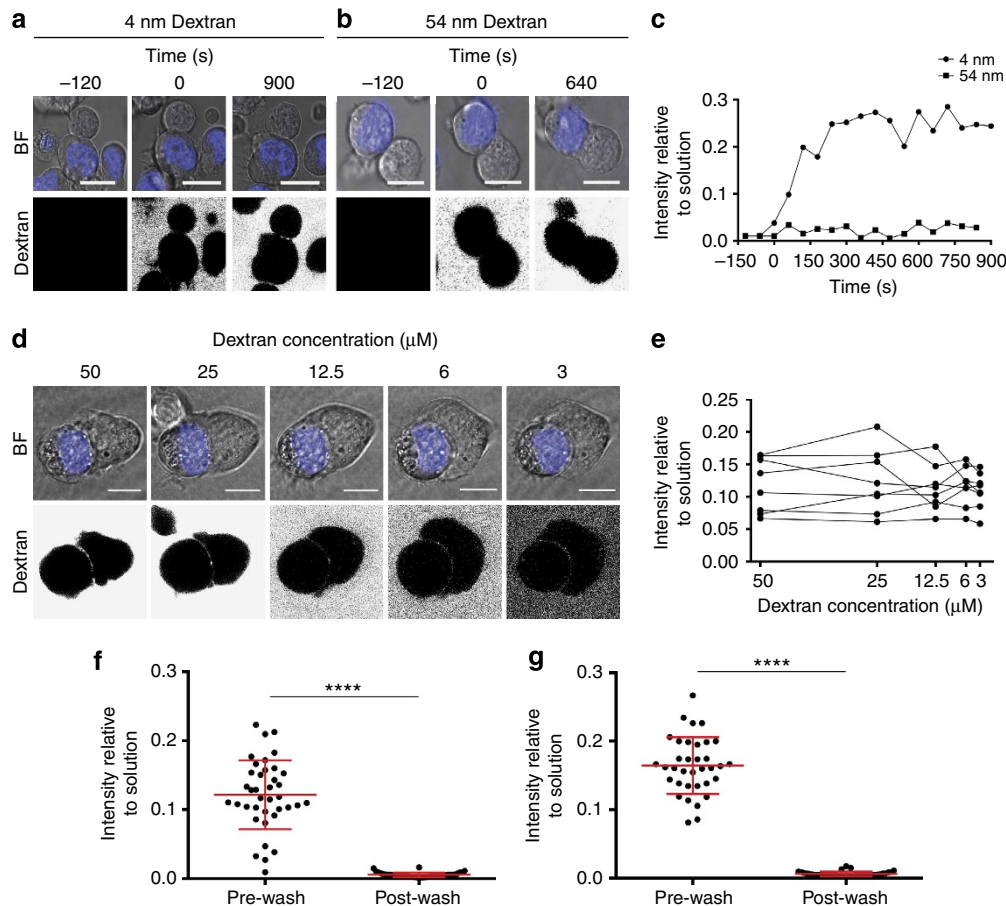 a
4 nm Dextran
Time (s)
–120 0 900
BF
Dextran
b
54 nm Dextran
Time (s)
–120 0 640
c
4 nm
54 nm
Intensity relative
to solution
0.3
0.2
0.1
0.0
–150 0 150 300 450 600 750 900
Time (s)
d
Dextran concentration (μM)
50 25 12.5 6 3
BF
Dextran
e
Intensity relative
to solution
0.25
0.20
0.15
0.10
0.05
0.00
50 25 12.5 6 3
Dextran concentration (μM)
f
Intensity relative
to solution
0.3
0.2
0.1
0.0
****
Pre-wash Post-wash
g
Intensity relative
to solution
0.3
0.2
0.1
0.0
****
Pre-wash Post-wash